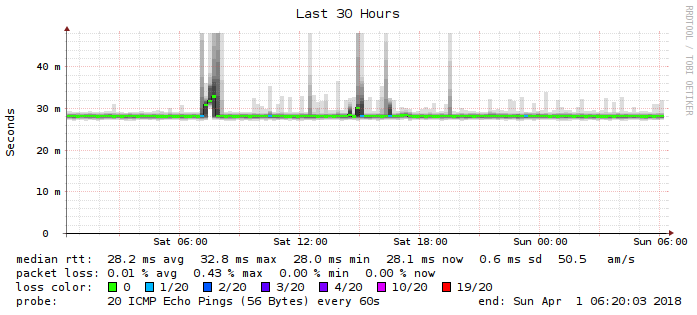 Last 30 Hours
RRDTOOL / TOBI OETIKER
Seconds
40 m
30 m
20 m
10 m
0
Sat 06:00 Sat 12:00 Sat 18:00 Sun 00:00 Sun 06:00
median rtt: 28.2 ms avg 32.8 ms max 28.0 ms min 28.1 ms now 0.6 ms sd 50.5 am/s
packet loss: 0.01 % avg 0.43 % max 0.00 % min 0.00 % now
loss color: 0 1/20 2/20 3/20 4/20 10/20 19/20
probe: 20 ICMP Echo Pings (56 Bytes) every 60s end: Sun Apr 1 06:20:03 2018